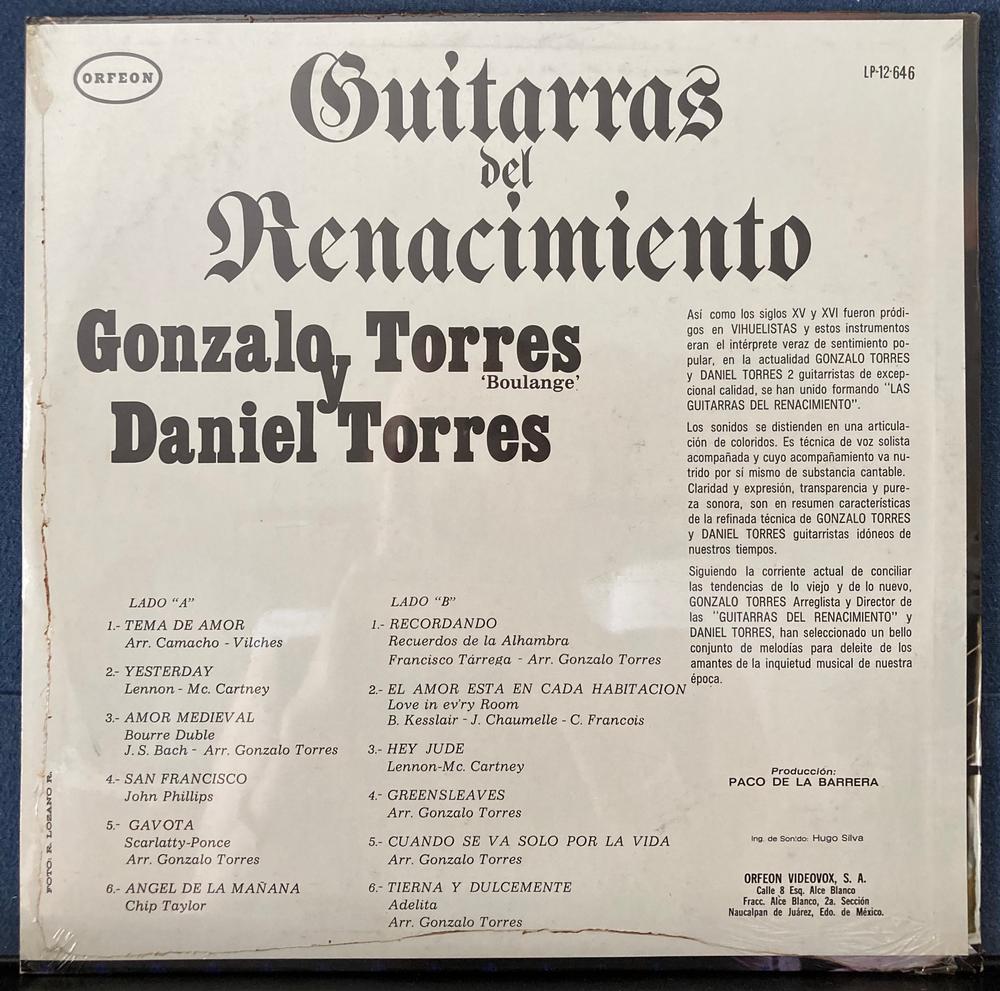 ORFEON
LP-12-646
Guitarras
del
Renacimiento
Gonzalo Torres
'Boulange'
y
Daniel Torres
Así como los siglos XV y XVI fueron pródi-
gos en VIHUELISTAS y estos instrumentos
eran el intérprete veraz de sentimiento po-
pular, en la actualidad GONZALO TORRES
y DANIEL TORRES 2 guitarristas de excep-
cional calidad, se han unido formando "LAS
GUITARRAS DEL RENACIMIENTO".
Los sonidos se distienden en una articula-
ción de coloridos. Es técnica de voz solista
acompañada y cuyo acompañamiento va nu-
trido por sí mismo de substancia cantable.
Claridad y expresión, transparencia y pure-
za sonora, son en resumen características
de la refinada técnica de GONZALO TORRES
y DANIEL TORRES guitarristas idóneos de
nuestros tiempos.
Siguiendo la corriente actual de conciliar
las tendencias de lo viejo y de lo nuevo,
GONZALO TORRES Arreglista y Director de
las "GUITARRAS DEL RENACIMIENTO" y
DANIEL TORRES, han seleccionado un bello
conjunto de melodías para deleite de los
amantes de la inquietud musical de nuestra
época.
LADO "A"
1.- TEMA DE AMOR
Arr. Camacho - Vilches
2.- YESTERDAY
Lennon - Mc. Cartney
3.- AMOR MEDIEVAL
Bourre Duble
J. S. Bach - Arr. Gonzalo Torres
4.- SAN FRANCISCO
John Phillips
5.- GAVOTA
Scarlatty-Ponce
Arr. Gonzalo Torres
6.- ANGEL DE LA MAÑANA
Chip Taylor
LADO "B"
1.- RECORDANDO
Recuerdos de la Alhambra
Francisco Tárrega - Arr. Gonzalo Torres
2.- EL AMOR ESTA EN CADA HABITACION
Love in ev'ry Room
B. Kesslair - J. Chaumelle - C. Francois
3.- HEY JUDE
Lennon-Mc. Cartney
4.- GREENSLEAVES
Arr. Gonzalo Torres
5.- CUANDO SE VA SOLO POR LA VIDA
Arr. Gonzalo Torres
6.- TIERNA Y DULCEMENTE
Adelita
Arr. Gonzalo Torres
Producción:
PACO DE LA BARRERA
Ing. de Sonido: Hugo Silva
ORFEON VIDEOVOX, S. A.
Calle 8 Esq. Alce Blanco
Fracc. Alce Blanco, 2a. Sección
Naucalpan de Juárez, Edo. de México.
FOTO: R. LOZANO R.